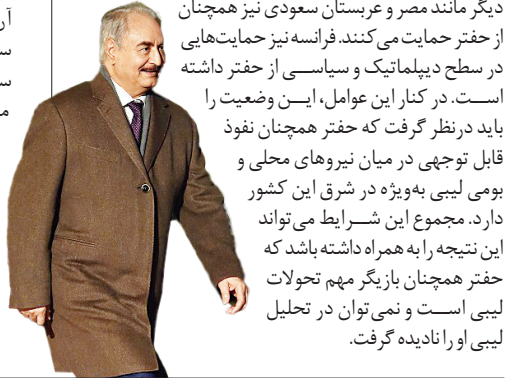 دیگر مانند مصر و عربستان سعودی نیز همچنان
از حفتر حمایت می‌کنند. فرانسه نیز حمایت‌هایی
در سطح دیپلماتیک و سیاسی از حفتر داشته
است. در کنار این عوامل، این وضعیت را
باید درنظر گرفت که حفتر همچنان نفوذ
قابل توجهی در میان نیروهای محلی و
بومی لیبی به‌ویژه در شرق این کشور
دارد. مجموع این شرایط می‌تواند
این نتیجه را به همراه داشته باشد که
حفتر همچنان بازیگر مهم تحولات
لیبی است و نمی‌توان در تحلیل
لیبی او را نادیده گرفت.